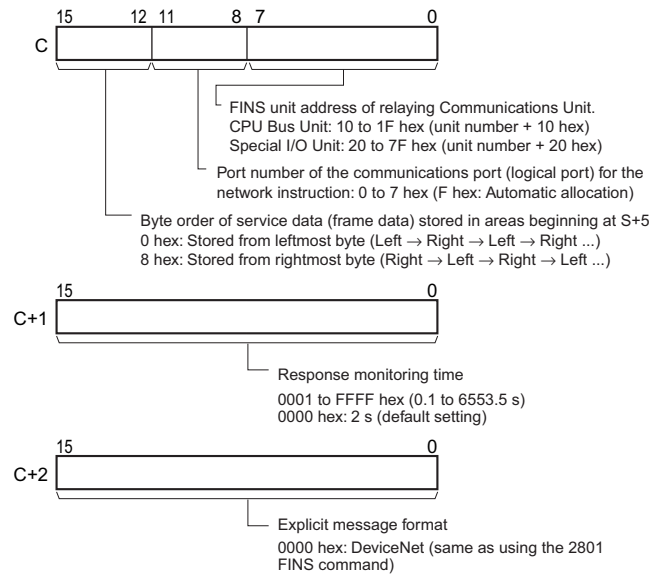 15 12 11 8 7 0
C
FINS unit address of relaying Communications Unit.
CPU Bus Unit: 10 to 1F hex (unit number + 10 hex)
Special I/O Unit: 20 to 7F hex (unit number + 20 hex)
Port number of the communications port (logical port) for the
network instruction: 0 to 7 hex (F hex: Automatic allocation)
Byte order of service data (frame data) stored in areas beginning at S+5
0 hex: Stored from leftmost byte (Left → Right → Left → Right ...)
8 hex: Stored from rightmost byte (Right → Left → Right → Left ...)
15 0
C+1
Response monitoring time
0001 to FFFF hex (0.1 to 6553.5 s)
0000 hex: 2 s (default setting)
15 0
C+2
Explicit message format
0000 hex: DeviceNet (same as using the 2801
FINS command)